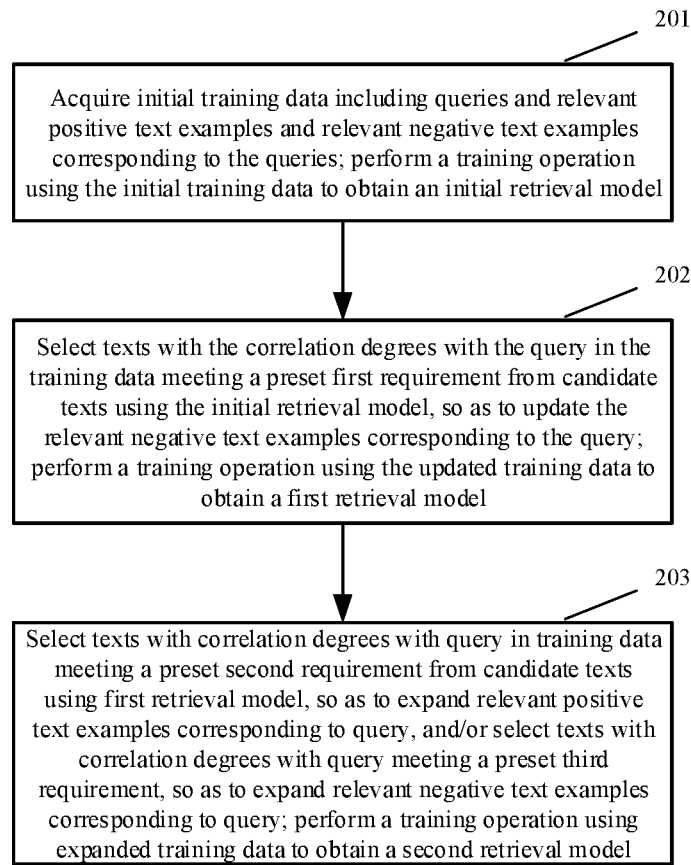 201
Acquire initial training data including queries and relevant
positive text examples and relevant negative text examples
corresponding to the queries; perform a training operation
using the initial training data to obtain an initial retrieval model
202
Select texts with the correlation degrees with the query in the
training data meeting a preset first requirement from candidate
texts using the initial retrieval model, so as to update the
relevant negative text examples corresponding to the query;
perform a training operation using the updated training data to
obtain a first retrieval model
203
Select texts with correlation degrees with query in training data
meeting a preset second requirement from candidate texts
using first retrieval model, so as to expand relevant positive
text examples corresponding to query, and/or select texts with
correlation degrees with query meeting a preset third
requirement, so as to expand relevant negative text examples
corresponding to query; perform a training operation using
expanded training data to obtain a second retrieval model